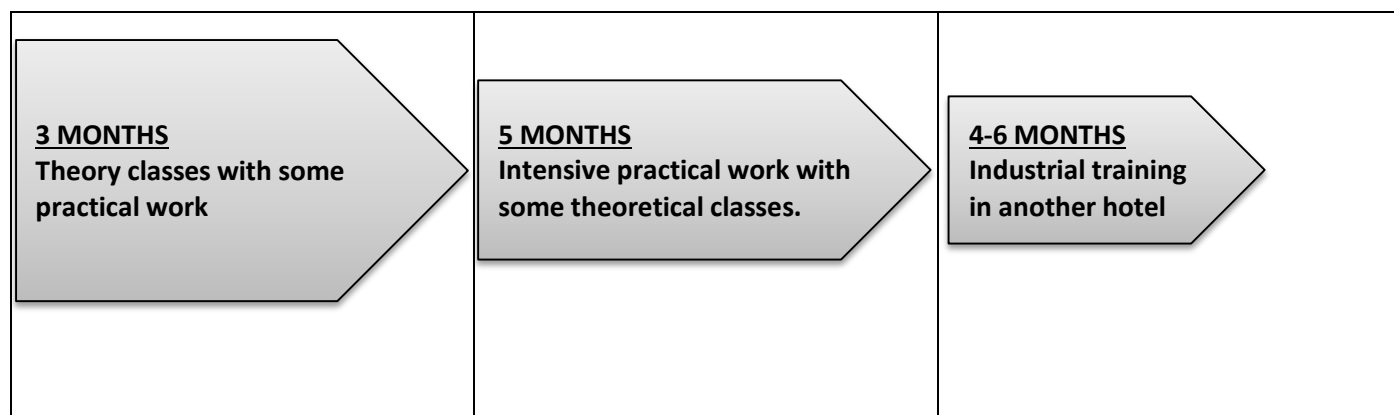 3 MONTHS
Theory classes with some
practical work
5 MONTHS
Intensive practical work with
some theoretical classes.
4-6 MONTHS
Industrial training
in another hotel